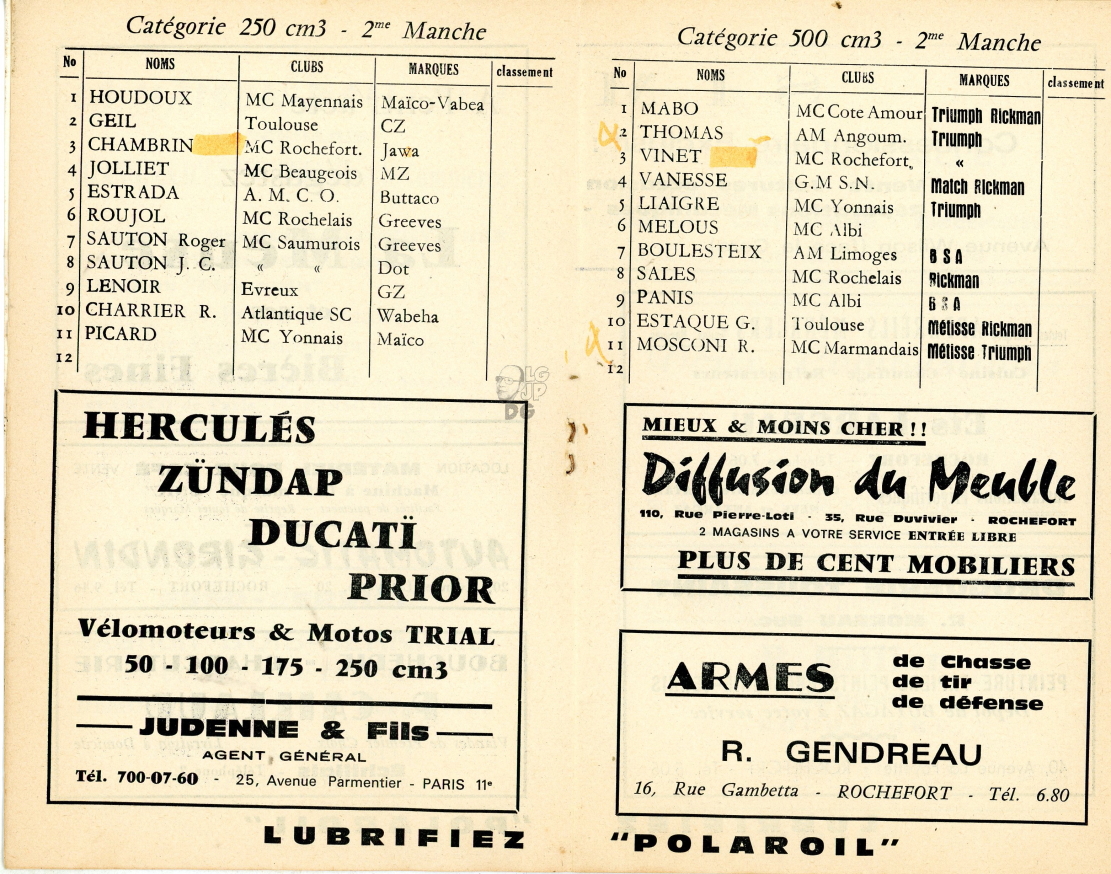 Catégorie 250 cm3 - 2me Manche
No NOMS CLUBS MARQUES classement
1 HOUDOUX MC Mayennais Maïco-Vabea
2 GEIL Toulouse CZ
3 CHAMBRIN MC Rochefort. Jawa
4 JOLLIET MC Beaugeois MZ
5 ESTRADA A. M. C. O. Buttaco
6 ROUJOL MC Rochelais Greeves
7 SAUTON Roger MC Saumurois Greeves
8 SAUTON J. C. « « Dot
9 LENOIR Evreux GZ
10 CHARRIER R. Atlantique SC Wabeha
11 PICARD MC Yonnais Maïco
12
HERCULÉS
ZÜNDAP
DUCATÏ
PRIOR
Vélomoteurs & Motos TRIAL
50 - 100 - 175 - 250 cm3
JUDENNE & Fils
AGENT GÉNÉRAL
Tél. 700-07-60 - 25, Avenue Parmentier - PARIS 11e
LUBRIFIEZ
Catégorie 500 cm3 - 2me Manche
No NOMS CLUBS MARQUES classement
1 MABO MC Cote Amour Triumph Rickman
2 THOMAS AM Angoum. Triumph
3 VINET MC Rochefort, «
4 VANESSE G.M S.N. Match Rickman
5 LIAIGRE MC Yonnais Triumph
6 MELOUS MC Albi
7 BOULESTEIX AM Limoges B S A
8 SALES MC Rochelais Rickman
9 PANIS MC Albi B S A
10 ESTAQUE G. Toulouse Métisse Rickman
11 MOSCONI R. MC Marmandais Métisse Triumph
12
MIEUX & MOINS CHER !!
Diffusion du Meuble
110, Rue Pierre-Loti - 35, Rue Duvivier - ROCHEFORT
2 MAGASINS A VOTRE SERVICE ENTRÉE LIBRE
PLUS DE CENT MOBILIERS
ARMES
de Chasse
de tir
de défense
R. GENDREAU
16, Rue Gambetta - ROCHEFORT - Tél. 6.80
"POLAROIL"
LG
JP
DG